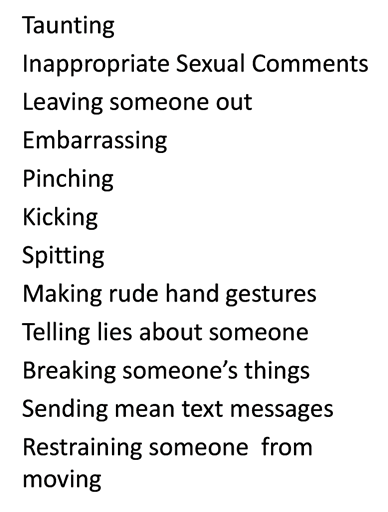 Taunting
Inappropriate Sexual Comments
Leaving someone out
Embarrassing
Pinching
Kicking
Spitting
Making rude hand gestures
Telling lies about someone
Breaking someone’s things
Sending mean text messages
Restraining someone  from
moving